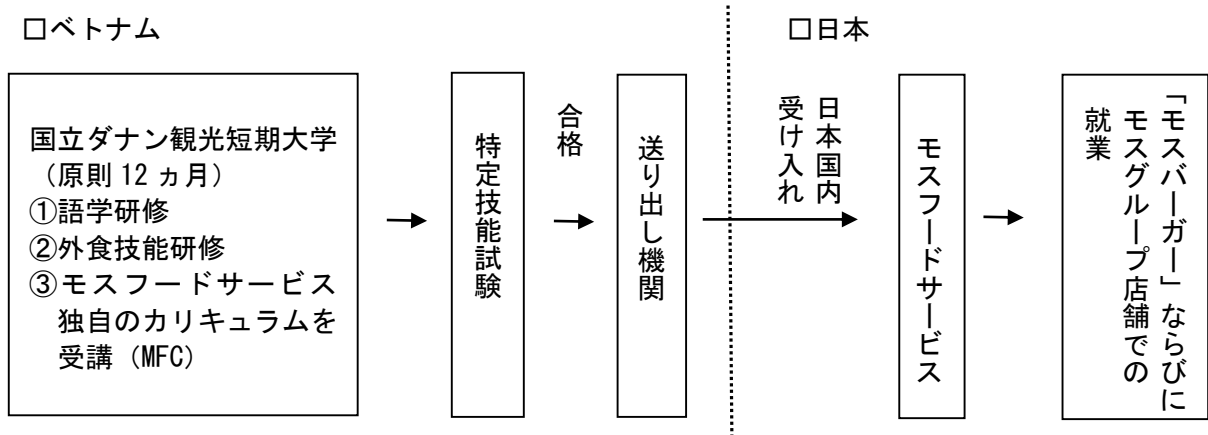 □ベトナム
国立ダナン観光短期大学
（原則 12 ヵ月）
①語学研修
②外食技能研修
③モスフードサービス
独自のカリキュラムを
受講（MFC）
特定技能試験
合格
送り出し機関
□日本
日本国内
受け入れ
モスフードサービス
「モスバーガー」ならびに
モスグループ店舗での
就業